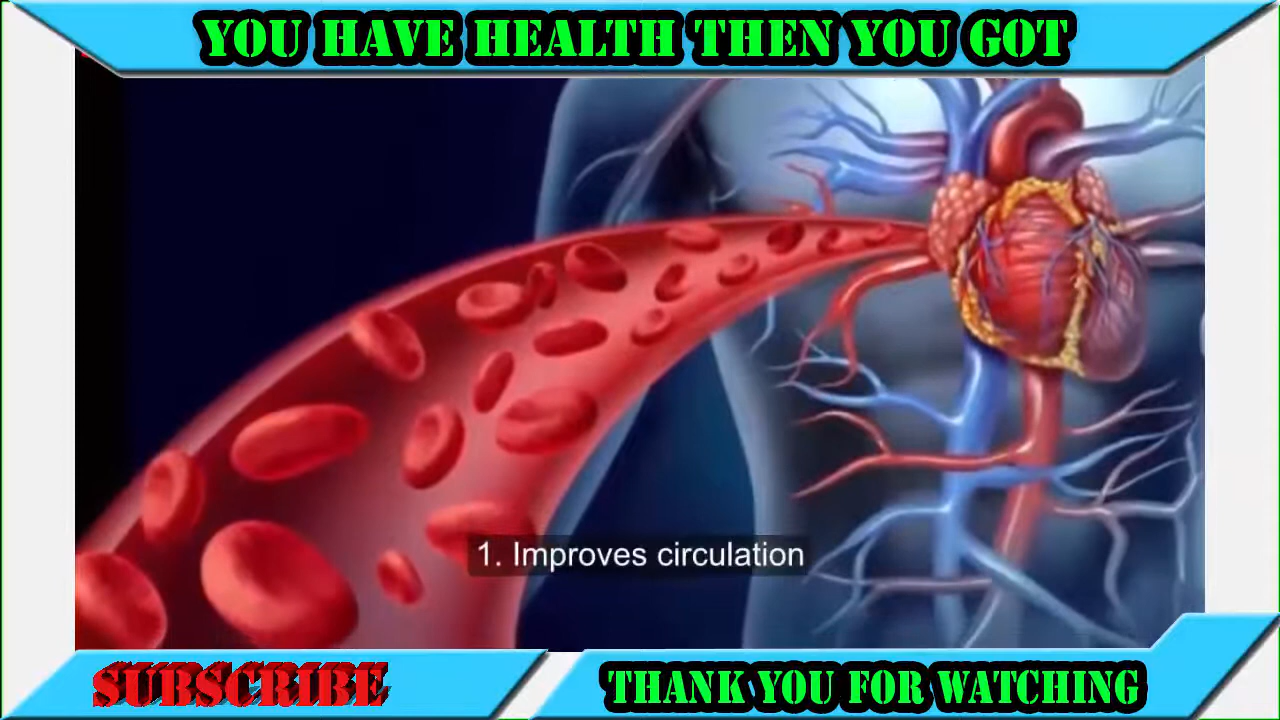 YOU HAVE HEALTH THEN YOU GOT
1. Improves circulation
SUBSCRIBE
THANK YOU FOR WATCHING